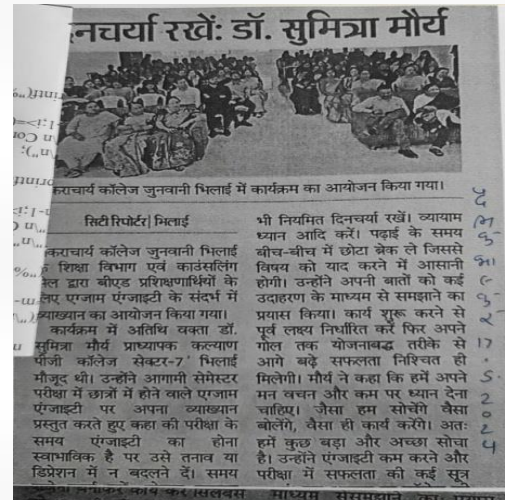 नचर्या रखें: डॉ. सुमित्रा मौर्य
कराचार्य कॉलेज जुनवानी भिलाई में कार्यक्रम का आयोजन किया गया।
सिटी रिपोर्टर | भिलाई
कराचार्य कॉलेज जुनवानी भिलाई
शिक्षा विभाग एवं काउंसलिंग
द्वारा बीएड प्रशिक्षणार्थियों के
लिए एग्जाम एंग्जाइटी के संदर्भ में
व्याख्यान का आयोजन किया गया।
कार्यक्रम में अतिथि वक्ता डॉ.
सुमित्रा मौर्य प्राध्यापक कल्याण
पीजी कॉलेज सेक्टर-7 भिलाई
मौजूद थी। उन्होंने आगामी सेमेस्टर
परीक्षा में छात्रों में होने वाले एग्जाम
एंग्जाइटी पर अपना व्याख्यान
प्रस्तुत करते हुए कहा की परीक्षा के
समय एंग्जाइटी का होना
स्वाभाविक है पर उसे तनाव या
डिप्रेशन में न बदलने दें। समय
कार्य कर सिलेबस
भी नियमित दिनचर्या रखें। व्यायाम
ध्यान आदि करें। पढ़ाई के समय
बीच-बीच में छोटा ब्रेक ले जिससे
विषय को याद करने में आसानी
होगी। उन्होंने अपनी बातों को कई
उदाहरण के माध्यम से समझाने का
प्रयास किया। कार्य शुरू करने से
पूर्व लक्ष्य निर्धारित करें फिर अपने
गोल तक योजनाबद्ध तरीके से
आगे बढ़े सफलता निश्चित ही
मिलेगी। मौर्य ने कहा कि हमें अपने
मन वचन और कम पर ध्यान देना
चाहिए। जैसा हम सोचेंगे वैसा
बोलेंगे, वैसा ही कार्य करेंगे। अतः
हमें कुछ बड़ा और अच्छा सोचा
है। उन्होंने एंग्जाइटी कम करने और
परीक्षा में सफलता की कई सूत्र
माध्यम
17.5.2024